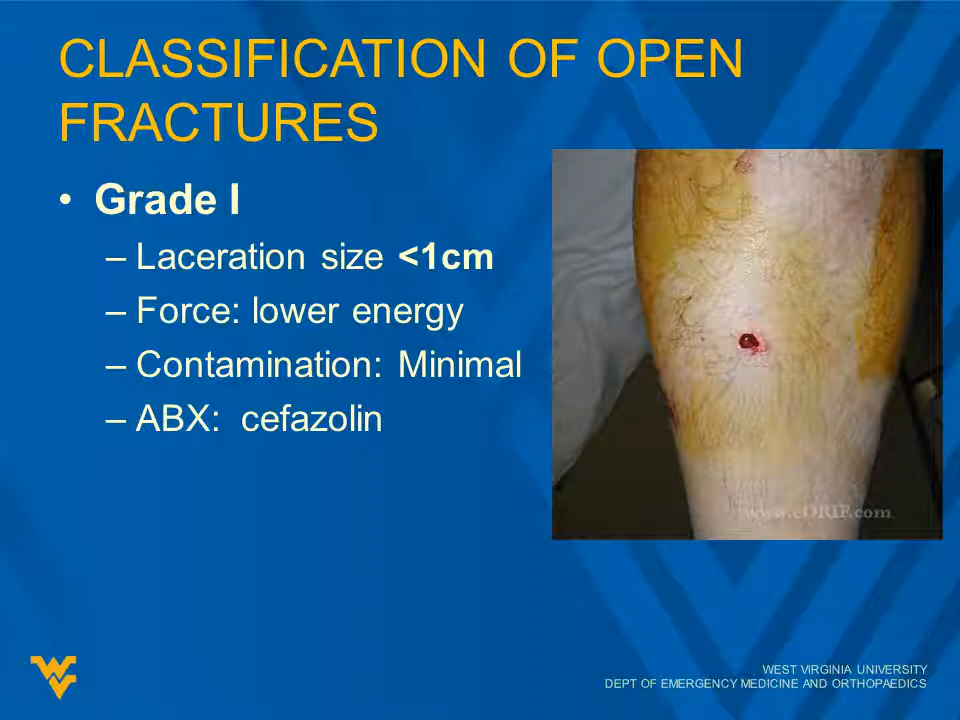 CLASSIFICATION OF OPEN
FRACTURES
• Grade I
– Laceration size <1cm
– Force: lower energy
– Contamination: Minimal
– ABX: cefazolin
www.eORIF.com
WEST VIRGINIA UNIVERSITY
DEPT OF EMERGENCY MEDICINE AND ORTHOPAEDICS